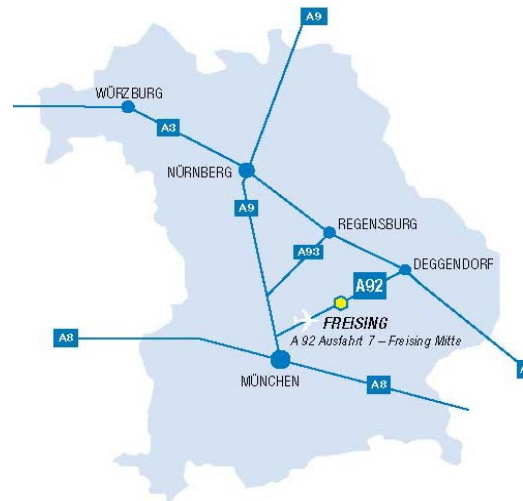 A9
WÜRZBURG
A3
NÜRNBERG
A9
REGENSBURG
A93
DEGGENDORF
A92
FREISING
A 92 Ausfahrt 7 – Freising Mitte
A8
MÜNCHEN
A8